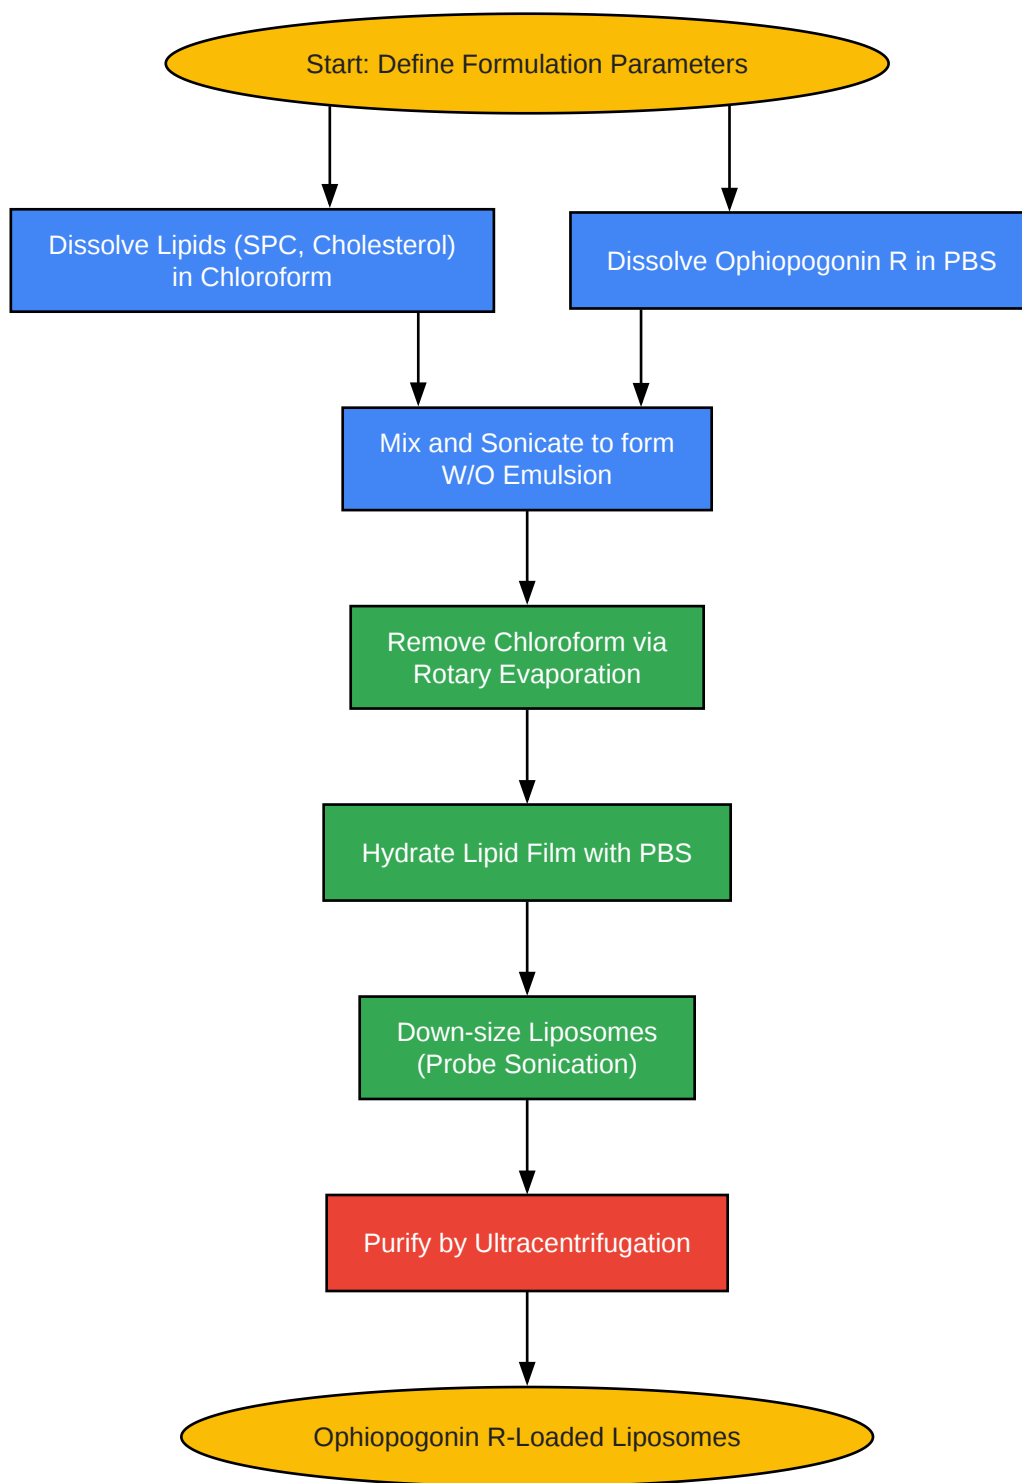 Start: Define Formulation Parameters
Dissolve Lipids (SPC, Cholesterol)
in Chloroform
Dissolve Ophiopogonin R in PBS
Mix and Sonicate to form
W/O Emulsion
Remove Chloroform via
Rotary Evaporation
Hydrate Lipid Film with PBS
Down-size Liposomes
(Probe Sonication)
Purify by Ultracentrifugation
Ophiopogonin R-Loaded Liposomes